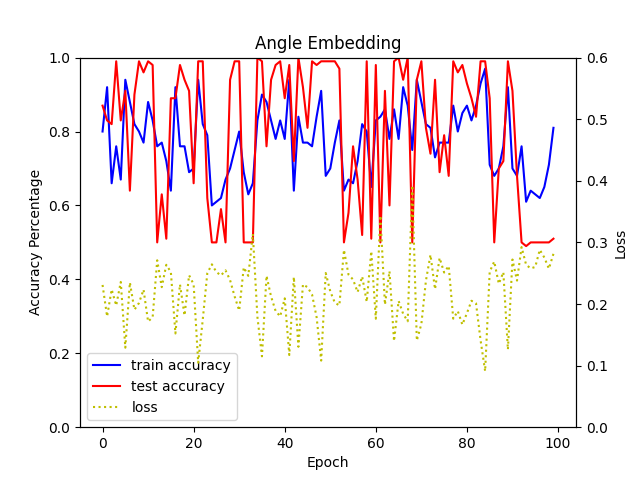 Angle Embedding
1.0
0.8
0.6
0.4
0.2
0.0
Accuracy Percentage
0.6
0.5
0.4
0.3
0.2
0.1
0.0
Loss
train accuracy
test accuracy
loss
0 20 40 60 80 100
Epoch